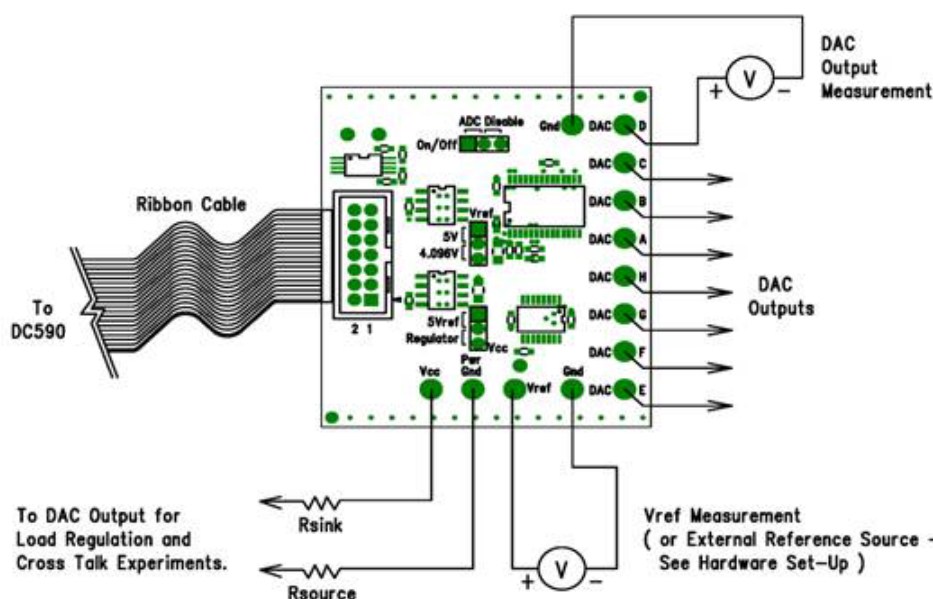 DAC
Output
Measurement
V
+
-
ADC Disable
On/Off
Gnd
DAC D
DAC C
DAC B
DAC A
DAC H
DAC G
DAC F
DAC E
Ribbon Cable
Vref
5V
4.096V
To
DC590
2 1
5Vref
Regulator
Vcc
DAC
Outputs
Vcc
Pwr
Gnd
Vref
Gnd
To DAC Output for
Load Regulation and
Cross Talk Experiments.
Rsink
Rsource
+
V
-
Vref Measurement
( or External Reference Source -
See Hardware Set-Up )